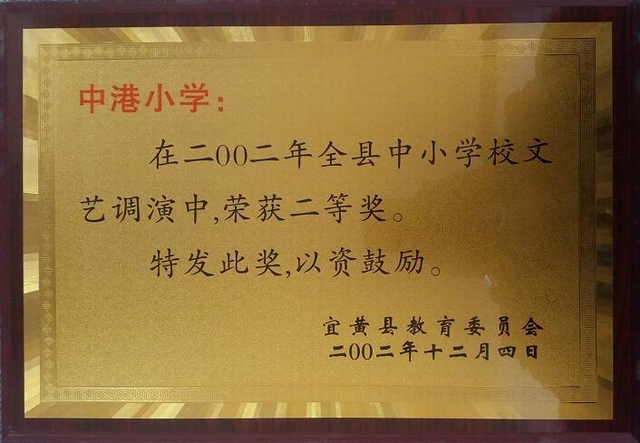 中港小学:
在二00二年全县中小学校文
艺调演中,荣获二等奖。
特发此奖,以资鼓励。
宜黄县教育委员会
二00二年十二月四日